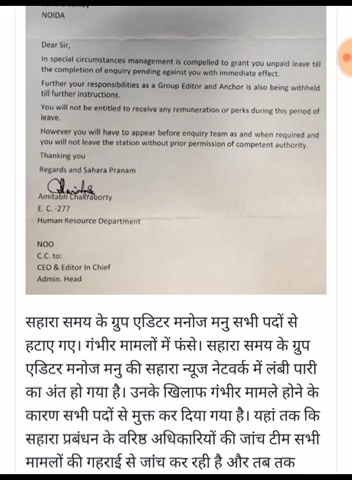 NOIDA
Dear Sir,
In special circumstances management is compelled to grant you unpaid leave till
the completion of enquiry pending against you with immediate effect.
Further your responsibilities as a Group Editor and Anchor is also being withheld
till further instructions.
You will not be entitled to receive any remuneration or perks during this period of
leave.
However you will have to appear before enquiry team as and when required and
you will not leave the station without prior permission of competent authority.
Thanking you
Regards and Sahara Pranam
Amitabh Chakraborty
E. C. -277
Human Resource Department
NOO
C.C. to:
CEO & Editor In Chief
Admin. Head
सहारा समय के ग्रुप एडिटर मनोज मनु सभी पदों से
हटाए गए। गंभीर मामलों में फंसे। सहारा समय के ग्रुप
एडिटर मनोज मनु की सहारा न्यूज नेटवर्क में लंबी पारी
का अंत हो गया है। उनके खिलाफ गंभीर मामले होने के
कारण सभी पदों से मुक्त कर दिया गया है। यहां तक कि
सहारा प्रबंधन के वरिष्ठ अधिकारियों की जांच टीम सभी
मामलों की गहराई से जांच कर रही है और तब तक